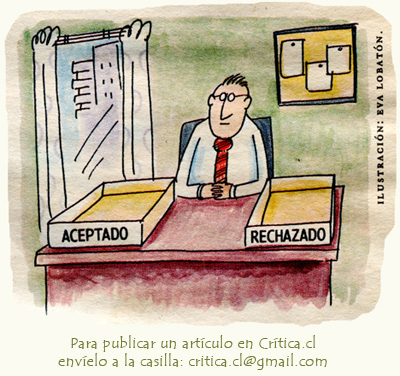 ILUSTRACIÓN: EVA LOBATÓN.
ACEPTADO
RECHAZADO
Para publicar un artículo en Crítica.cl
envíelo a la casilla: critica.cl@gmail.com